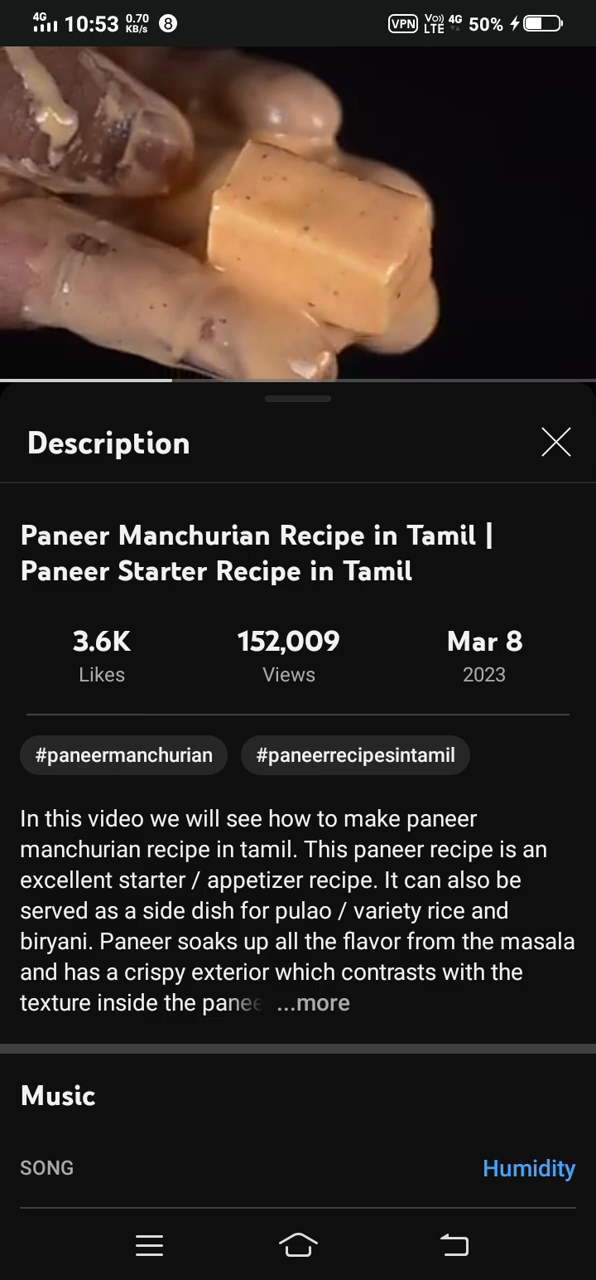 4G 10:53 0.70 KB/s 8 VPN Vo)) LTE 4G 50%
Description
Paneer Manchurian Recipe in Tamil |
Paneer Starter Recipe in Tamil
3.6K 152,009 Mar 8
Likes Views 2023
#paneermanchurian #paneerrecipesintamil
In this video we will see how to make paneer
manchurian recipe in tamil. This paneer recipe is an
excellent starter / appetizer recipe. It can also be
served as a side dish for pulao / variety rice and
biryani. Paneer soaks up all the flavor from the masala
and has a crispy exterior which contrasts with the
texture inside the panee ...more
Music
SONG Humidity